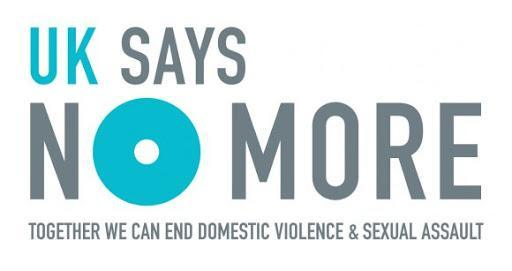 UK SAYS
NO MORE
TOGETHER WE CAN END DOMESTIC VIOLENCE & SEXUAL ASSAULT